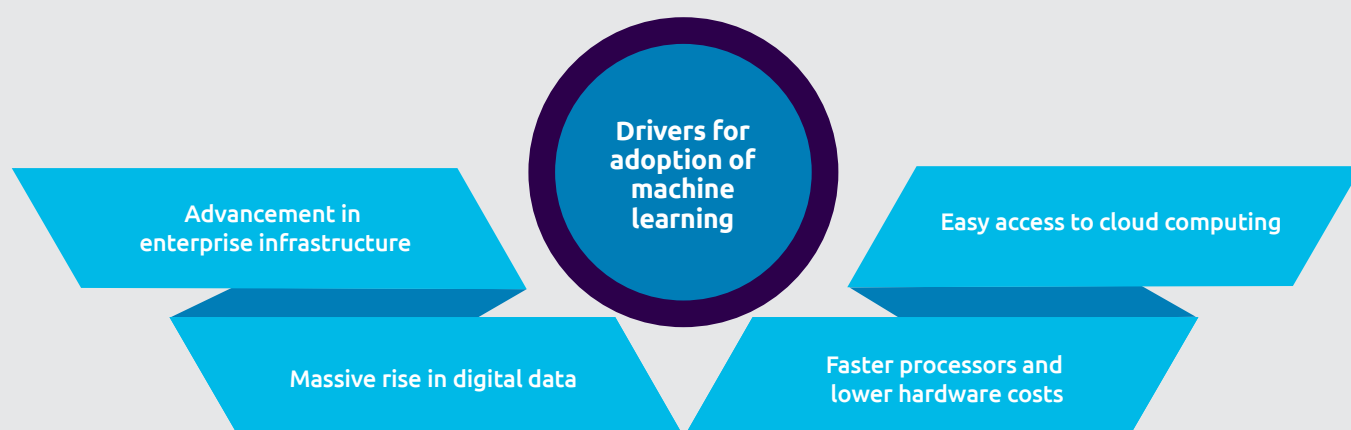 Drivers for
adoption of
machine
learning
Advancement in
enterprise infrastructure
Easy access to cloud computing
Massive rise in digital data
Faster processors and
lower hardware costs